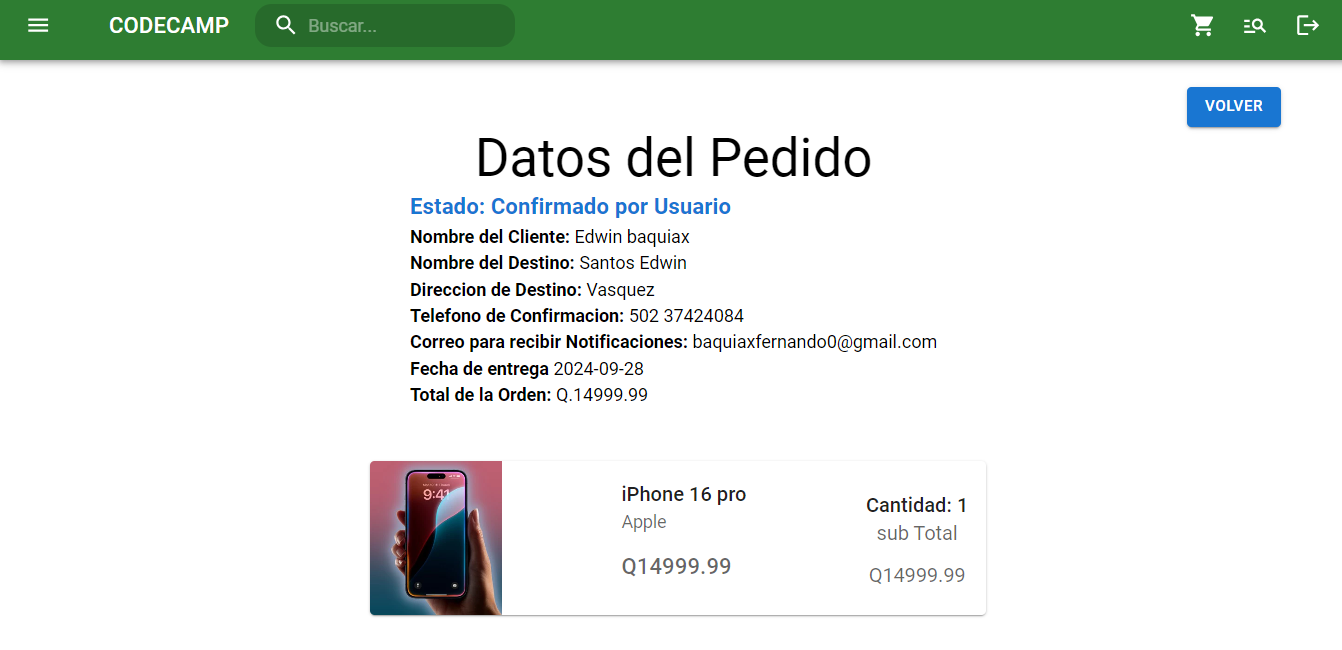 CODECAMP
Buscar...
VOLVER
Datos del Pedido
Estado: Confirmado por Usuario
Nombre del Cliente: Edwin baquiax
Nombre del Destino: Santos Edwin
Direccion de Destino: Vasquez
Telefono de Confirmacion: 502 37424084
Correo para recibir Notificaciones: baquiaxfernando0@gmail.com
Fecha de entrega 2024-09-28
Total de la Orden: Q.14999.99
9:41
iPhone 16 pro
Apple
Q14999.99
Cantidad: 1
sub Total
Q14999.99